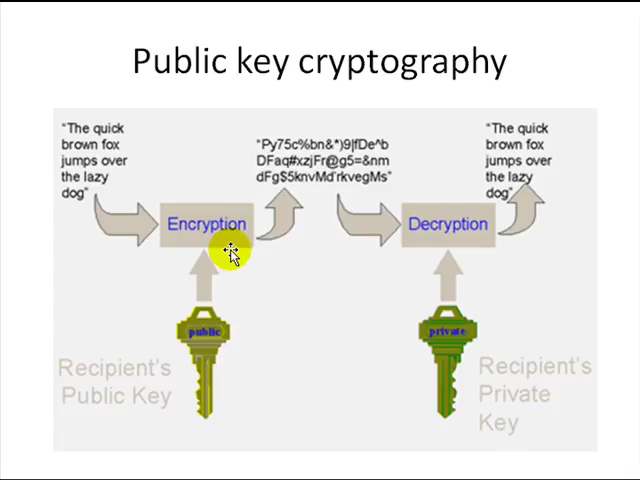 Public key cryptography
“The quick
brown fox
jumps over
the lazy
dog”
“Py75c%bn&*)9|fDe^b
DFaq#xzjFr@g5=&nm
dFg$5knvMd'rkvegMs”
“The quick
brown fox
jumps over
the lazy
dog”
Encryption
Decryption
public
private
Recipient's
Public Key
Recipient's
Private
Key